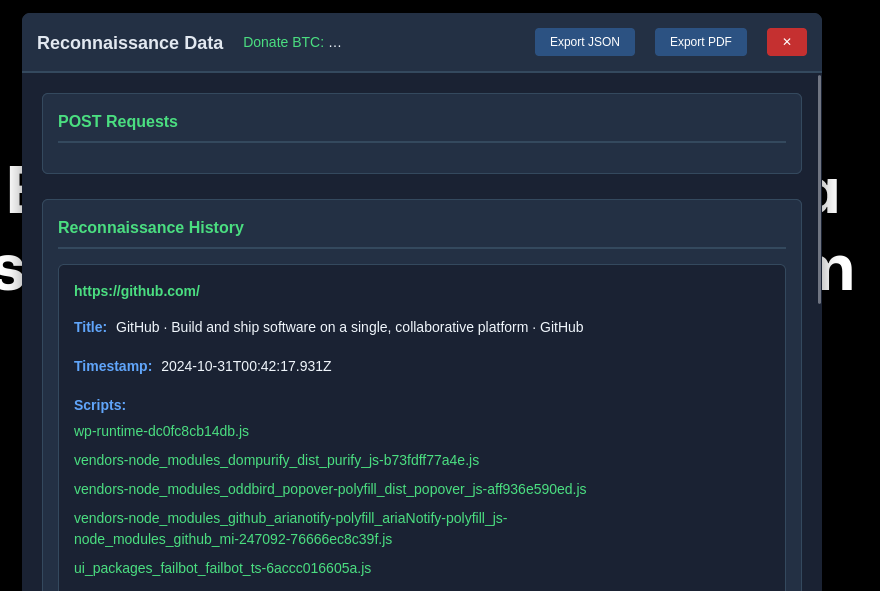 Reconnaissance Data
Donate BTC: ...
Export JSON
Export PDF
✕
POST Requests
Reconnaissance History
https://github.com/
Title: GitHub · Build and ship software on a single, collaborative platform · GitHub
Timestamp: 2024-10-31T00:42:17.931Z
Scripts:
wp-runtime-dc0fc8cb14db.js
vendors-node_modules_dompurify_dist_purify_js-b73fdff77a4e.js
vendors-node_modules_oddbird_popover-polyfill_dist_popover_js-aff936e590ed.js
vendors-node_modules_github_arianotify-polyfill_ariaNotify-polyfill_js-
node_modules_github_mi-247092-76666ec8c39f.js
ui_packages_failbot_failbot_ts-6accc016605a.js